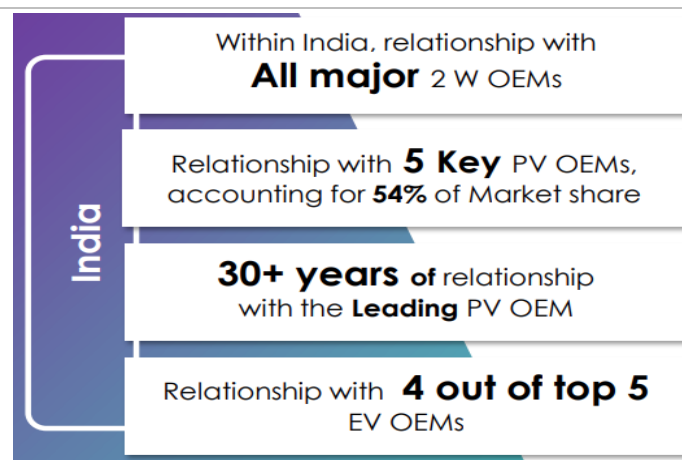 India
Within India, relationship with
All major 2 W OEMs
Relationship with 5 Key PV OEMs,
accounting for 54% of Market share
30+ years of relationship
with the Leading PV OEM
Relationship with 4 out of top 5
EV OEMs